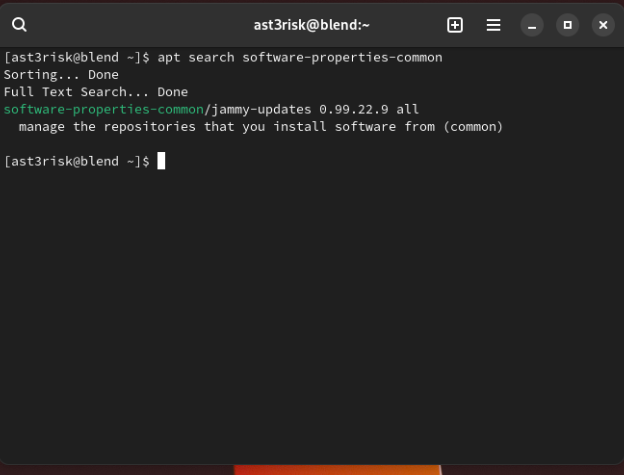 ast3risk@blend:~
[ast3risk@blend ~]$ apt search software-properties-common
Sorting... Done
Full Text Search... Done
software-properties-common/jammy-updates 0.99.22.9 all
  manage the repositories that you install software from (common)
[ast3risk@blend ~]$